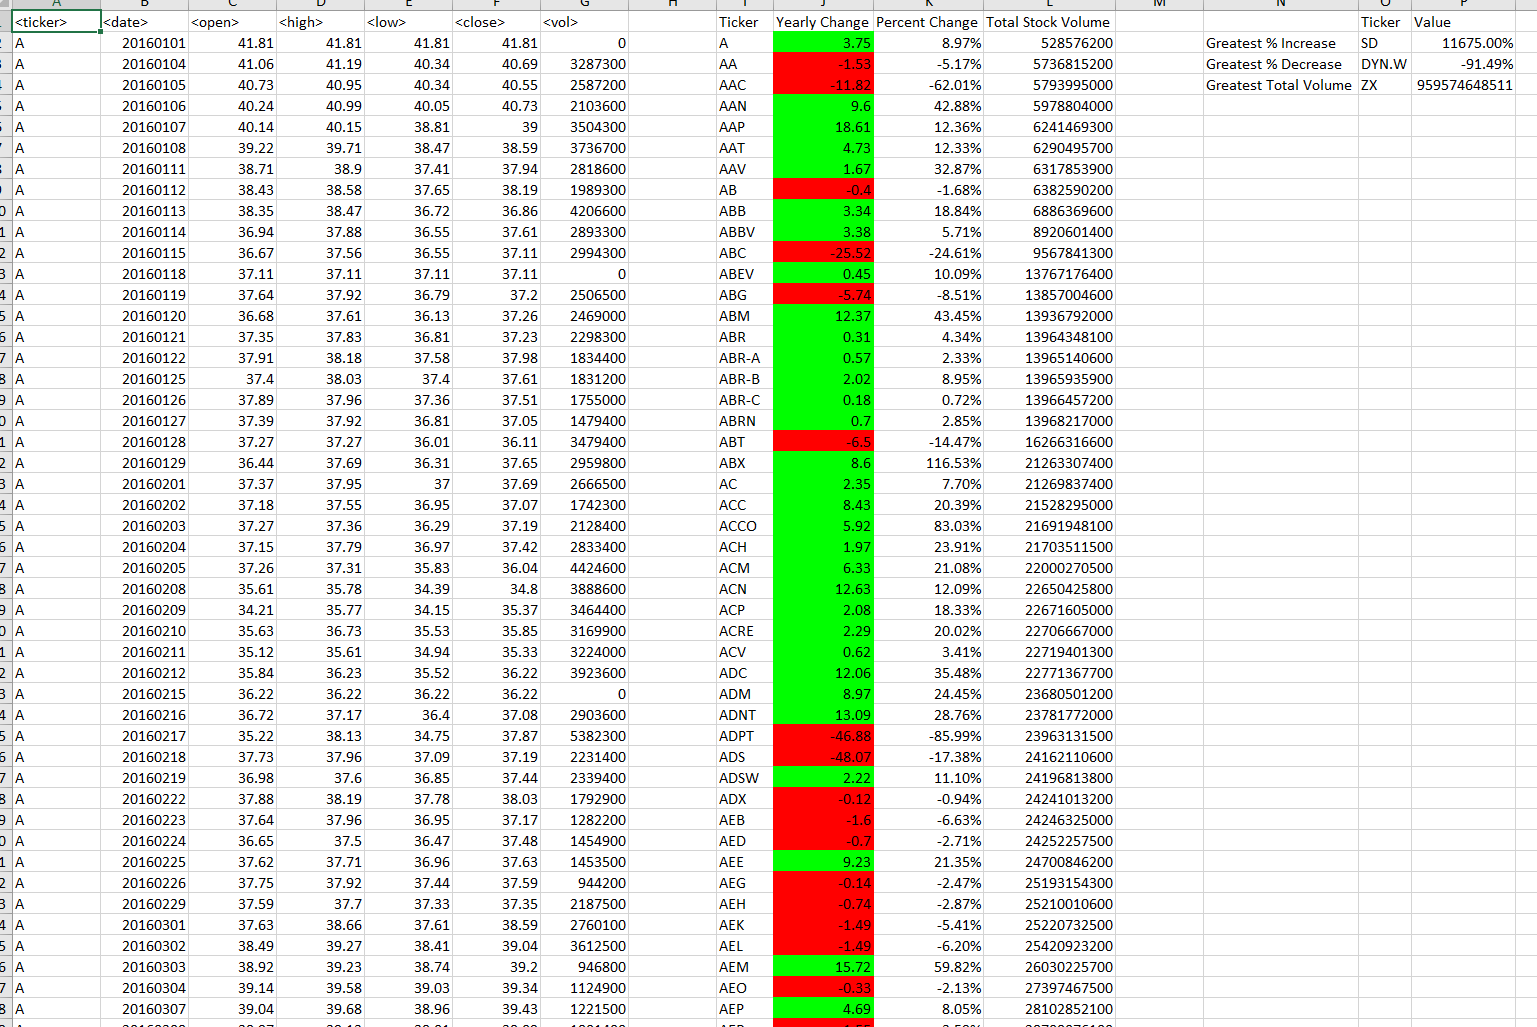 <ticker> <date> <open> <high> <low> <close> <vol> Ticker Yearly Change Percent Change Total Stock Volume Ticker Value
A 20160101 41.81 41.81 41.81 41.81 0 A 3.75 8.97% 528576200 Greatest % Increase SD 11675.00%
A 20160104 41.06 41.19 40.34 40.69 3287300 AA -1.53 -5.17% 5736815200 Greatest % Decrease DYN.W -91.49%
A 20160105 40.73 40.95 40.34 40.55 2587200 AAC -11.82 -62.01% 5793995000 Greatest Total Volume ZX 959574648511
A 20160106 40.24 40.99 40.05 40.73 2103600 AAN 9.6 42.88% 5978804000
A 20160107 40.14 40.15 38.81 39 3504300 AAP 18.61 12.36% 6241469300
A 20160108 39.22 39.71 38.47 38.59 3736700 AAT 4.73 12.33% 6290495700
A 20160111 38.71 38.9 37.41 37.94 2818600 AAV 1.67 32.87% 6317853900
A 20160112 38.43 38.58 37.65 38.19 1989300 AB -0.4 -1.68% 6382590200
A 20160113 38.35 38.47 36.72 36.86 4206600 ABB 3.34 18.84% 6886369600
A 20160114 36.94 37.88 36.55 37.61 2893300 ABBV 3.38 5.71% 8920601400
A 20160115 36.67 37.56 36.55 37.11 2994300 ABC -25.52 -24.61% 9567841300
A 20160118 37.11 37.11 37.11 37.11 0 ABEV 0.45 10.09% 13767176400
A 20160119 37.64 37.92 36.79 37.2 2506500 ABG -5.74 -8.51% 13857004600
A 20160120 36.68 37.61 36.13 37.26 2469000 ABM 12.37 43.45% 13936792000
A 20160121 37.35 37.83 36.81 37.23 2298300 ABR 0.31 4.34% 13964348100
A 20160122 37.91 38.18 37.58 37.98 1834400 ABR-A 0.57 2.33% 13965140600
A 20160125 37.4 38.03 37.4 37.61 1831200 ABR-B 2.02 8.95% 13965935900
A 20160126 37.89 37.96 37.36 37.51 1755000 ABR-C 0.18 0.72% 13966457200
A 20160127 37.39 37.92 36.81 37.05 1479400 ABRN 0.7 2.85% 13968217000
A 20160128 37.27 37.27 36.01 36.11 3479400 ABT -6.5 -14.47% 16266316600
A 20160129 36.44 37.69 36.31 37.65 2959800 ABX 8.6 116.53% 21263307400
A 20160201 37.37 37.95 37 37.69 2666500 AC 2.35 7.70% 21269837400
A 20160202 37.18 37.55 36.95 37.07 1742300 ACC 8.43 20.39% 21528295000
A 20160203 37.27 37.36 36.29 37.19 2128400 ACCO 5.92 83.03% 21691948100
A 20160204 37.15 37.79 36.97 37.42 2833400 ACH 1.97 23.91% 21703511500
A 20160205 37.26 37.31 35.83 36.04 4424600 ACM 6.33 21.08% 22000270500
A 20160208 35.61 35.78 34.39 34.8 3888600 ACN 12.63 12.09% 22650425800
A 20160209 34.21 35.77 34.15 35.37 3464400 ACP 2.08 18.33% 22671605000
A 20160210 35.63 36.73 35.53 35.85 3169900 ACRE 2.29 20.02% 22706667000
A 20160211 35.12 35.61 34.94 35.33 3224000 ACV 0.62 3.41% 22719401300
A 20160212 35.84 36.23 35.52 36.22 3923600 ADC 12.06 35.48% 22771367700
A 20160215 36.22 36.22 36.22 36.22 0 ADM 8.97 24.45% 23680501200
A 20160216 36.72 37.17 36.4 37.08 2903600 ADNT 13.09 28.76% 23781772000
A 20160217 35.22 38.13 34.75 37.87 5382300 ADPT -46.88 -85.99% 23963131500
A 20160218 37.73 37.96 37.09 37.19 2231400 ADS -48.07 -17.38% 24162110600
A 20160219 36.98 37.6 36.85 37.44 2339400 ADSW 2.22 11.10% 24196813800
A 20160222 37.88 38.19 37.78 38.03 1792900 ADX -0.12 -0.94% 24241013200
A 20160223 37.64 37.96 36.95 37.17 1282200 AEB -1.6 -6.63% 24246325000
A 20160224 36.65 37.5 36.47 37.48 1454900 AED -0.7 -2.71% 24252257500
A 20160225 37.62 37.71 36.96 37.63 1453500 AEE 9.23 21.35% 24700846200
A 20160226 37.75 37.92 37.44 37.59 944200 AEG -0.14 -2.47% 25193154300
A 20160229 37.59 37.7 37.33 37.35 2187500 AEH -0.74 -2.87% 25210010600
A 20160301 37.63 38.66 37.61 38.59 2760100 AEK -1.49 -5.41% 25220732500
A 20160302 38.49 39.27 38.41 39.04 3612500 AEL -1.49 -6.20% 25420923200
A 20160303 38.92 39.23 38.74 39.2 946800 AEM 15.72 59.82% 26030225700
A 20160304 39.14 39.58 39.03 39.34 1124900 AEO -0.33 -2.13% 27397467500
A 20160307 39.04 39.68 38.96 39.43 1221500 AEP 4.69 8.05% 28102852100